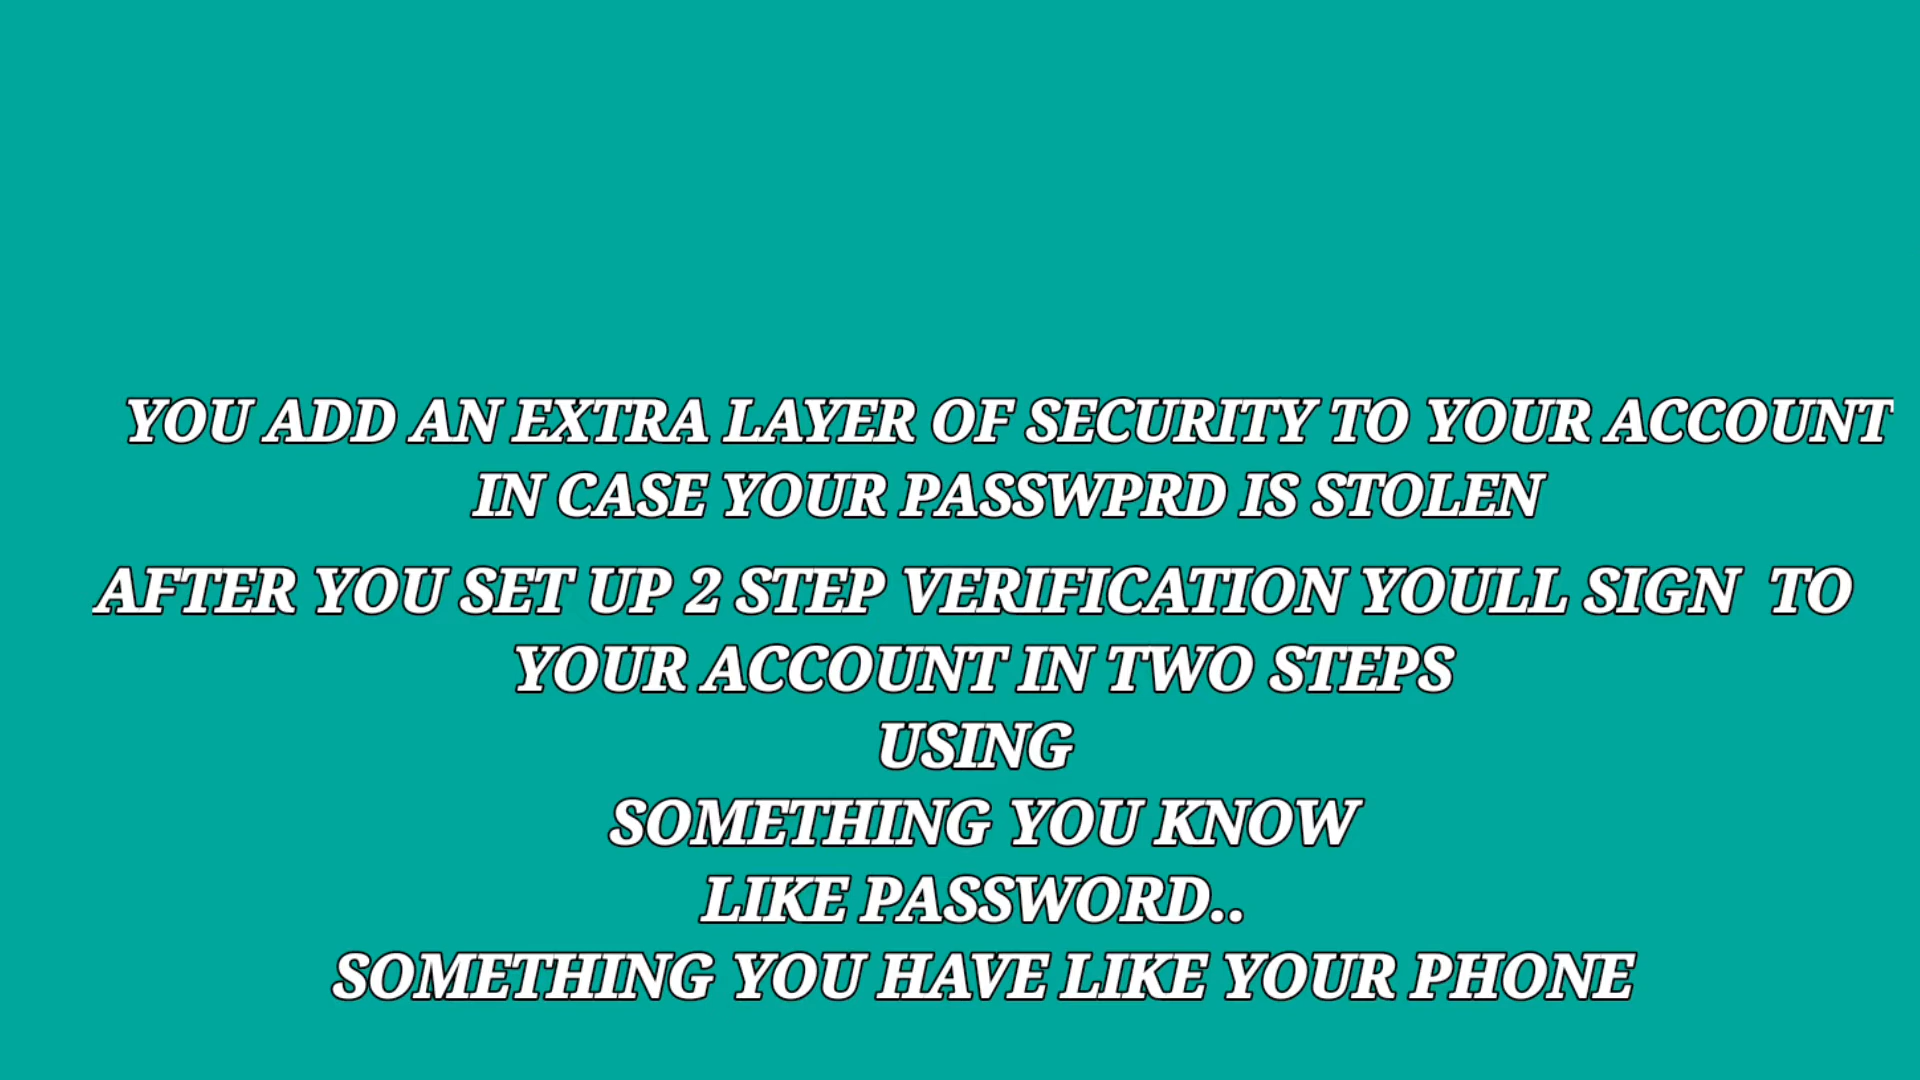 YOU ADD AN EXTRA LAYER OF SECURITY TO YOUR ACCOUNT
IN CASE YOUR PASSWPRD IS STOLEN
AFTER YOU SET UP 2 STEP VERIFICATION YOULL SIGN TO
YOUR ACCOUNT IN TWO STEPS
USING
SOMETHING YOU KNOW
LIKE PASSWORD..
SOMETHING YOU HAVE LIKE YOUR PHONE